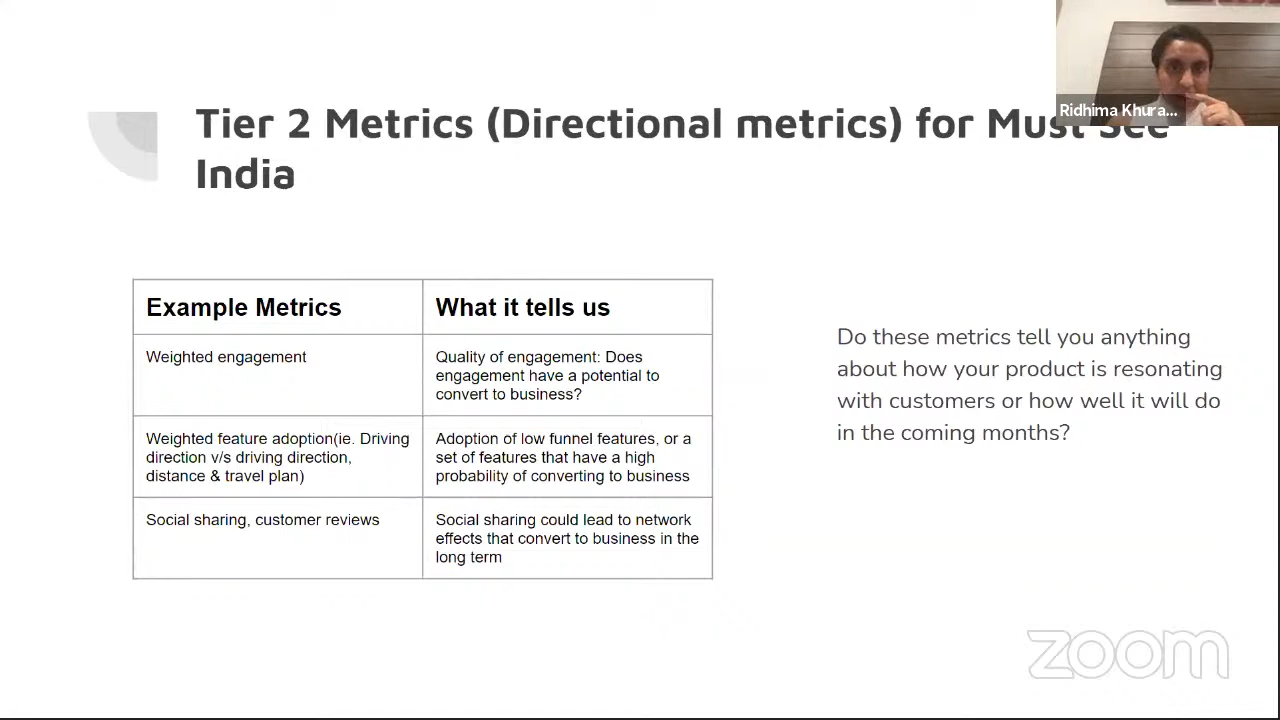 Ridhima Khura...
Tier 2 Metrics (Directional metrics) for Must See
India
Example Metrics
What it tells us
Weighted engagement
Quality of engagement: Does
engagement have a potential to
convert to business?
Weighted feature adoption(ie. Driving
direction v/s driving direction,
distance & travel plan)
Adoption of low funnel features, or a
set of features that have a high
probability of converting to business
Social sharing, customer reviews
Social sharing could lead to network
effects that convert to business in the
long term
Do these metrics tell you anything
about how your product is resonating
with customers or how well it will do
in the coming months?
zoom